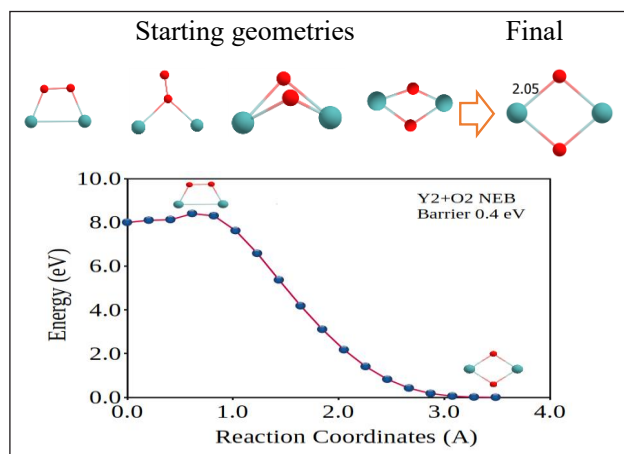 Starting geometries
Final
2.05
10.0
Y2+O2 NEB
Barrier 0.4 eV
8.0
6.0
4.0
2.0
0.0
Energy (eV)
0.0 1.0 2.0 3.0 4.0
Reaction Coordinates (A)